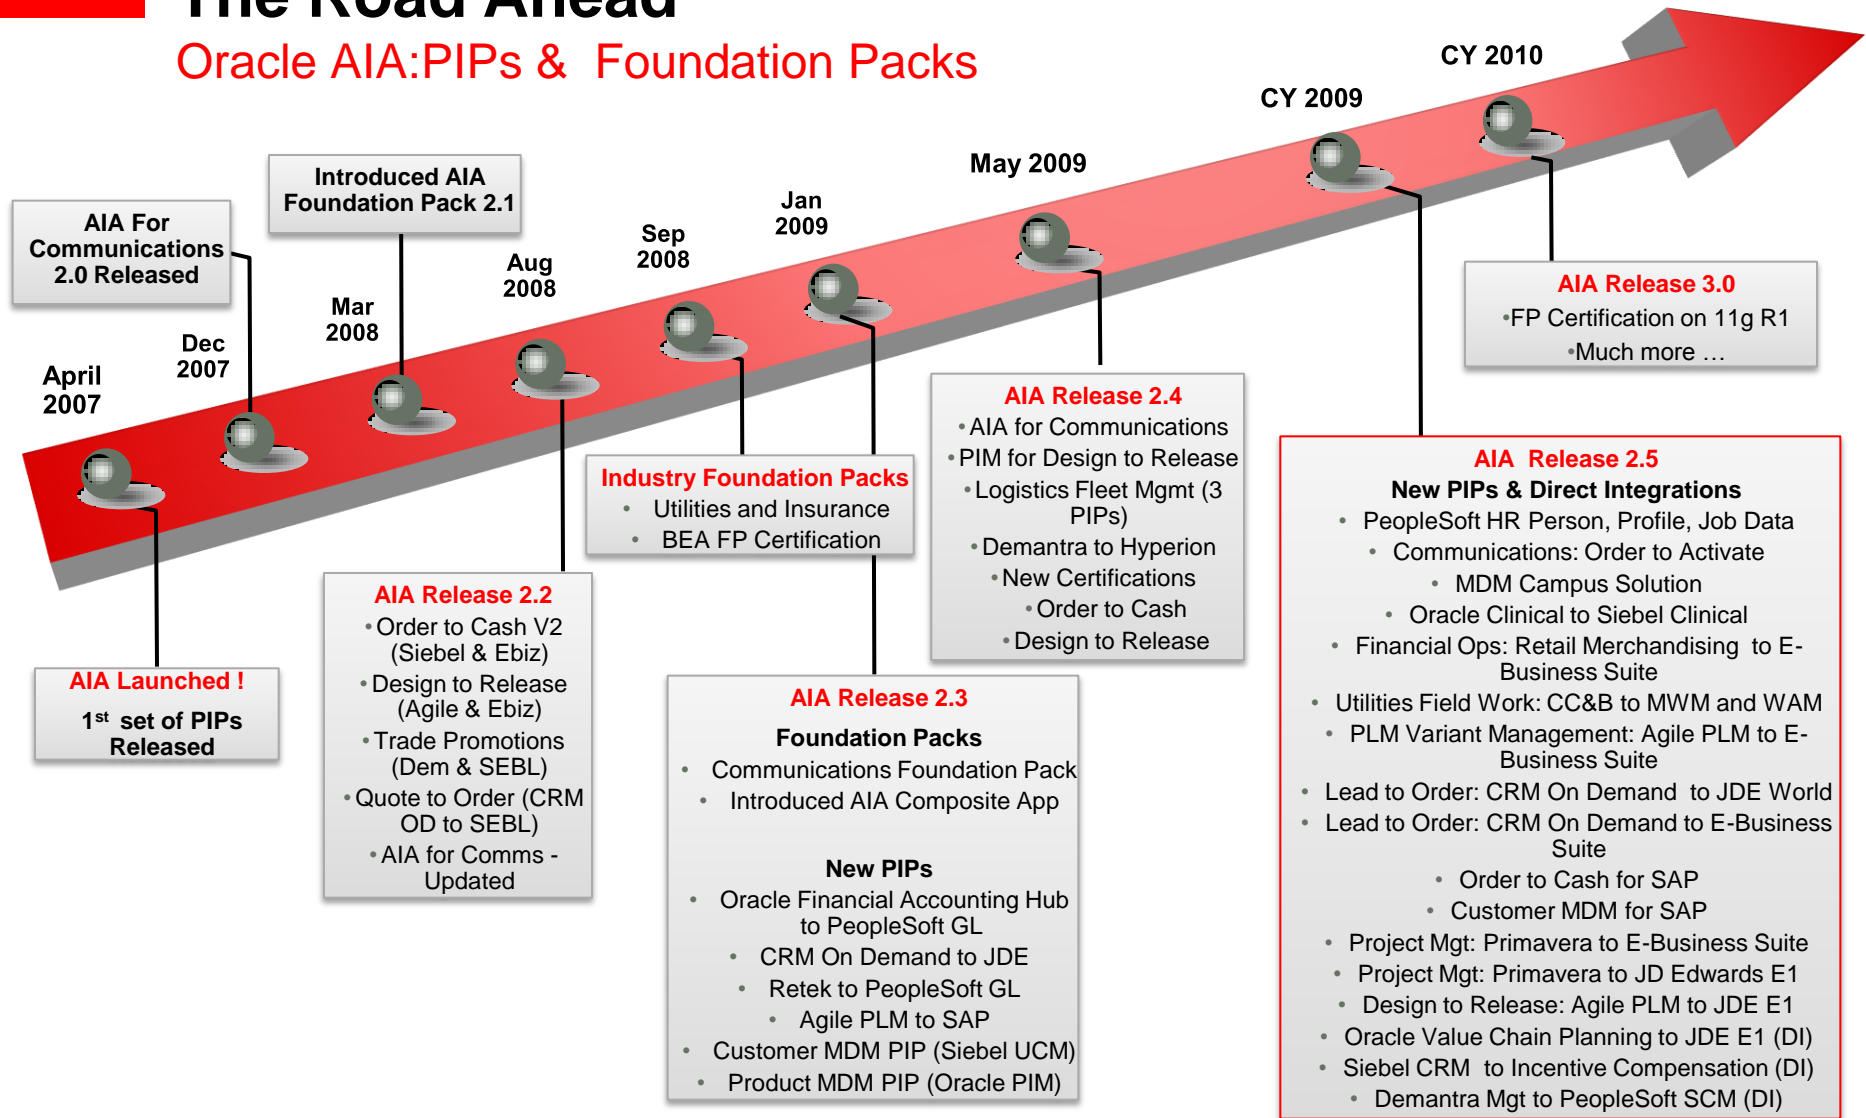 The Road Ahead
Oracle AIA:PIPs & Foundation Packs
April
2007
AIA Launched !
1st set of PIPs
Released
Dec
2007
AIA For
Communications
2.0 Released
Mar
2008
Introduced AIA
Foundation Pack 2.1
Aug
2008
AIA Release 2.2
•Order to Cash V2
(Siebel & Ebiz)
•Design to Release
(Agile & Ebiz)
•Trade Promotions
(Dem & SEBL)
•Quote to Order (CRM
OD to SEBL)
•AIA for Comms -
Updated
Sep
2008
Industry Foundation Packs
• Utilities and Insurance
• BEA FP Certification
Jan
2009
AIA Release 2.3
Foundation Packs
• Communications Foundation Pack
• Introduced AIA Composite App
New PIPs
• Oracle Financial Accounting Hub
to PeopleSoft GL
• CRM On Demand to JDE
• Retek to PeopleSoft GL
• Agile PLM to SAP
• Customer MDM PIP (Siebel UCM)
• Product MDM PIP (Oracle PIM)
May 2009
AIA Release 2.4
•AIA for Communications
•PIM for Design to Release
•Logistics Fleet Mgmt (3
PIPs)
•Demantra to Hyperion
•New Certifications
•Order to Cash
•Design to Release
CY 2009
AIA Release 2.5
New PIPs & Direct Integrations
• PeopleSoft HR Person, Profile, Job Data
• Communications: Order to Activate
• MDM Campus Solution
• Oracle Clinical to Siebel Clinical
• Financial Ops: Retail Merchandising to E-
Business Suite
• Utilities Field Work: CC&B to MWM and WAM
• PLM Variant Management: Agile PLM to E-
Business Suite
• Lead to Order: CRM On Demand to JDE World
• Lead to Order: CRM On Demand to E-Business
Suite
• Order to Cash for SAP
• Customer MDM for SAP
• Project Mgt: Primavera to E-Business Suite
• Project Mgt: Primavera to JD Edwards E1
• Design to Release: Agile PLM to JDE E1
• Oracle Value Chain Planning to JDE E1 (DI)
• Siebel CRM to Incentive Compensation (DI)
• Demantra Mgt to PeopleSoft SCM (DI)
CY 2010
AIA Release 3.0
•FP Certification on 11g R1
•Much more …